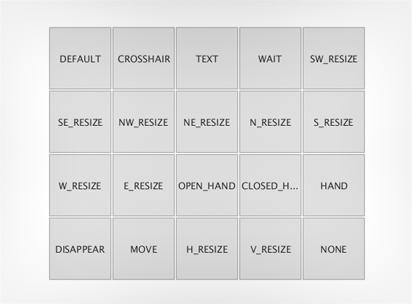 DEFAULT CROSSHAIR TEXT WAIT SW_RESIZE
SE_RESIZE NW_RESIZE NE_RESIZE N_RESIZE S_RESIZE
W_RESIZE E_RESIZE OPEN_HAND CLOSED_H... HAND
DISAPPEAR MOVE H_RESIZE V_RESIZE NONE